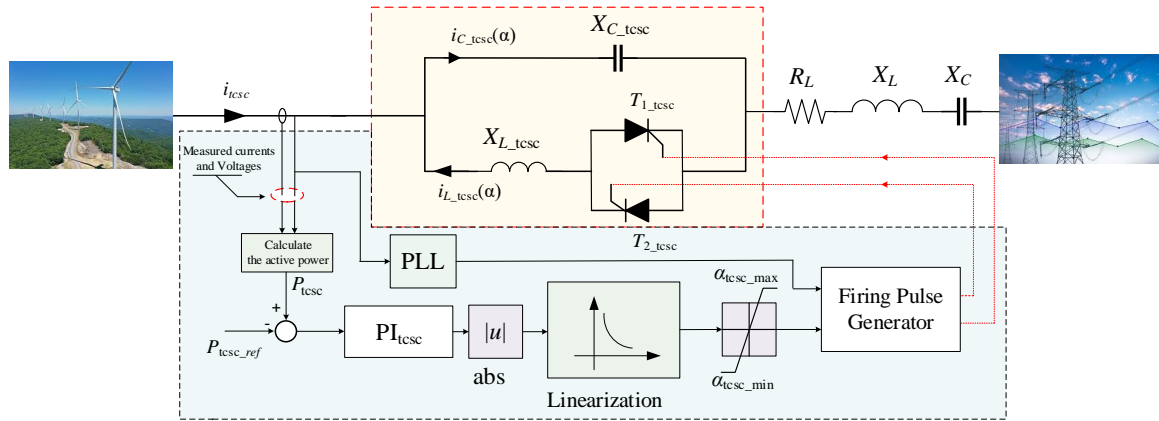 i_tcsc
i_C_tcsc(α)
X_C_tcsc
R_L
X_L
X_C
T_1_tcsc
X_L_tcsc
i_L_tcsc(α)
T_2_tcsc
Measured currents
and Voltages
Calculate
the active power
P_tcsc
+
-
P_tcsc_ref
PLL
PI_tcsc
|u|
abs
Linearization
α_tcsc_max
α_tcsc_min
Firing Pulse
Generator